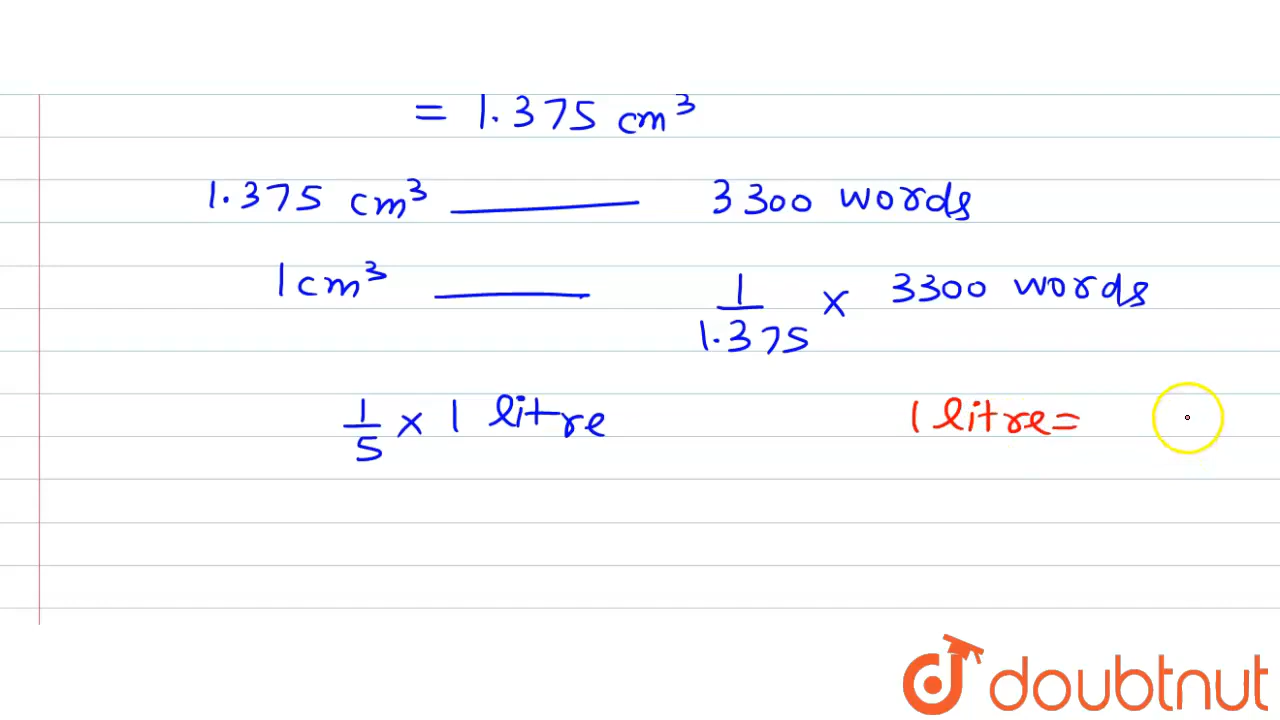 = 1.375 cm³
1.375 cm³ —— 3300 words
1 cm³ —— 1/1.375 × 3300 words
1/5 × 1 litre 1 litre=
doubtnut